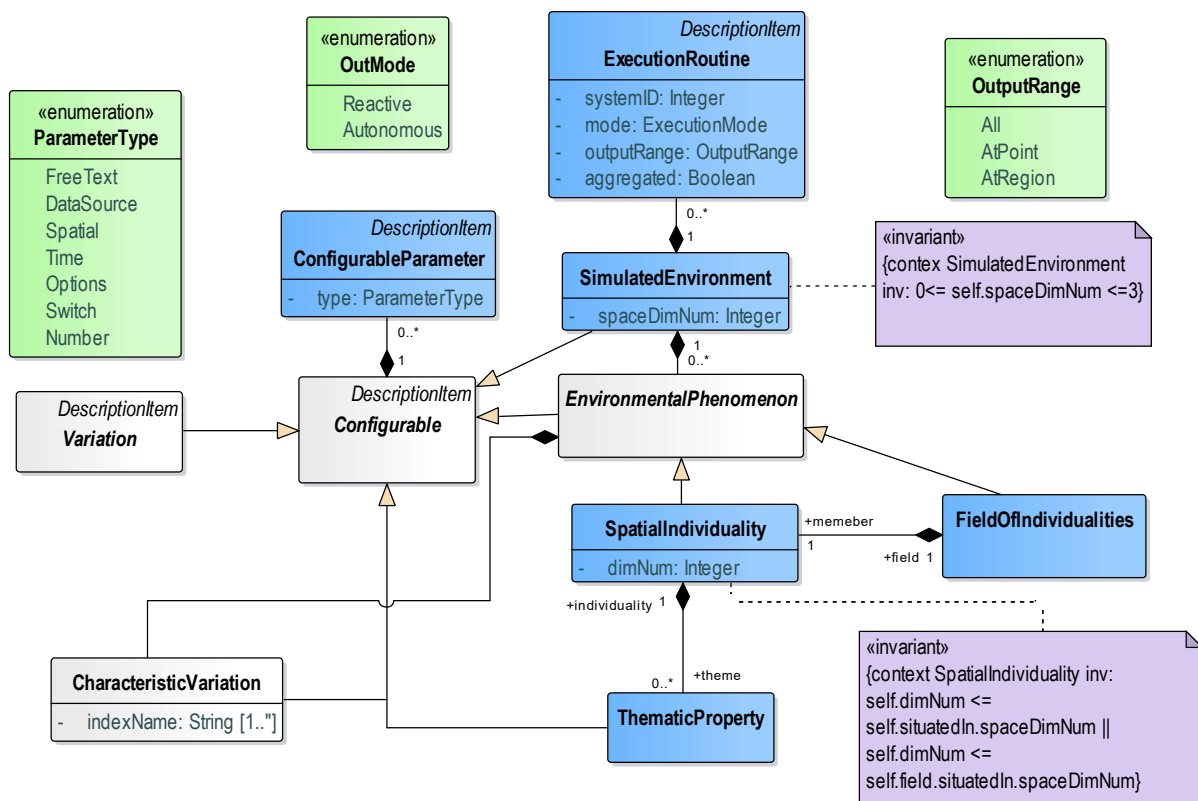 «enumeration»
ParameterType
FreeText
DataSource
Spatial
Time
Options
Switch
Number
«enumeration»
OutMode
Reactive
Autonomous
DescriptionItem
ExecutionRoutine
- systemID: Integer
- mode: ExecutionMode
- outputRange: OutputRange
- aggregated: Boolean
«enumeration»
OutputRange
All
AtPoint
AtRegion
0..*
1
DescriptionItem
ConfigurableParameter
- type: ParameterType
0..*
1
SimulatedEnvironment
- spaceDimNum: Integer
1
0..*
«invariant»
{contex SimulatedEnvironment
inv: 0<= self.spaceDimNum <=3}
DescriptionItem
Variation
DescriptionItem
Configurable
EnvironmentalPhenomenon
SpatialIndividuality
- dimNum: Integer
+memeber
1
+field 1
FieldOfIndividualities
+individuality 1
+theme
0..*
CharacteristicVariation
- indexName: String [1.."]
ThematicProperty
«invariant»
{context SpatialIndividuality inv:
self.dimNum <=
self.situatedIn.spaceDimNum ||
self.dimNum <=
self.field.situatedIn.spaceDimNum}